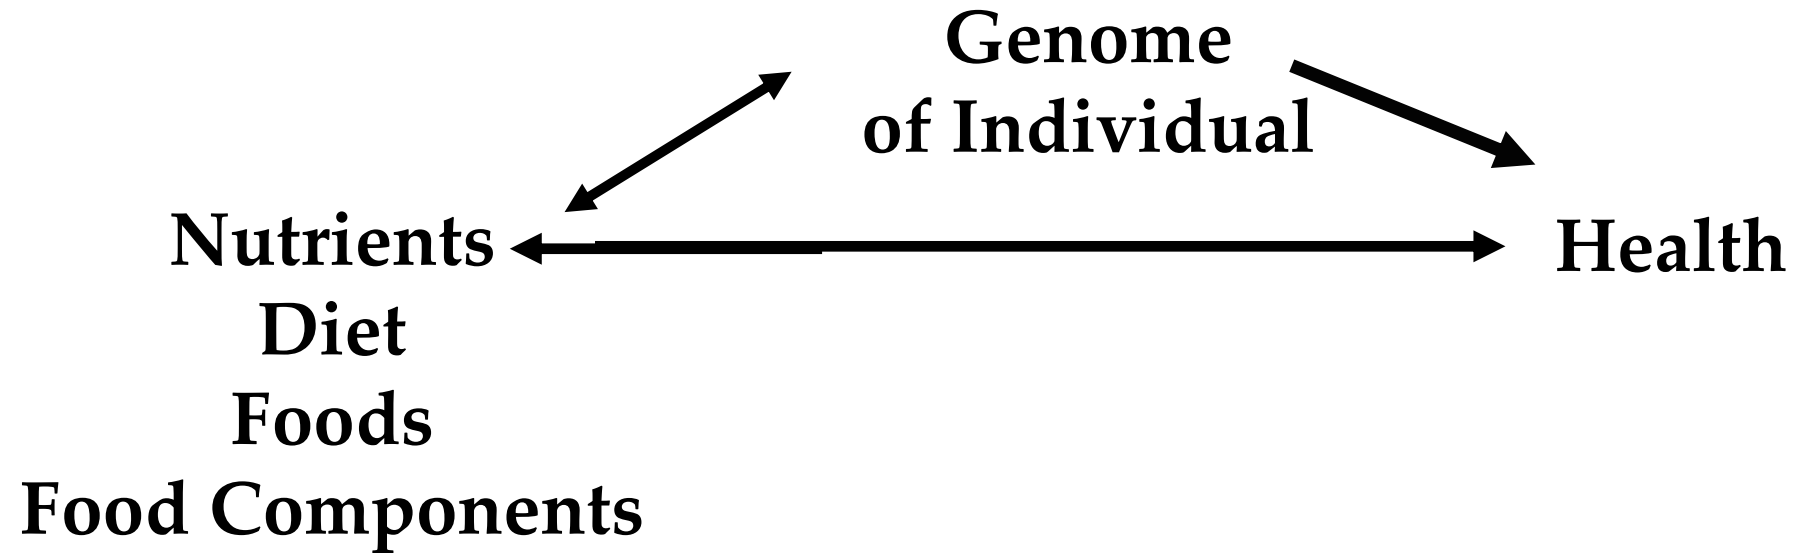 Genome
of Individual
Nutrients
Health
Diet
Foods
Food Components